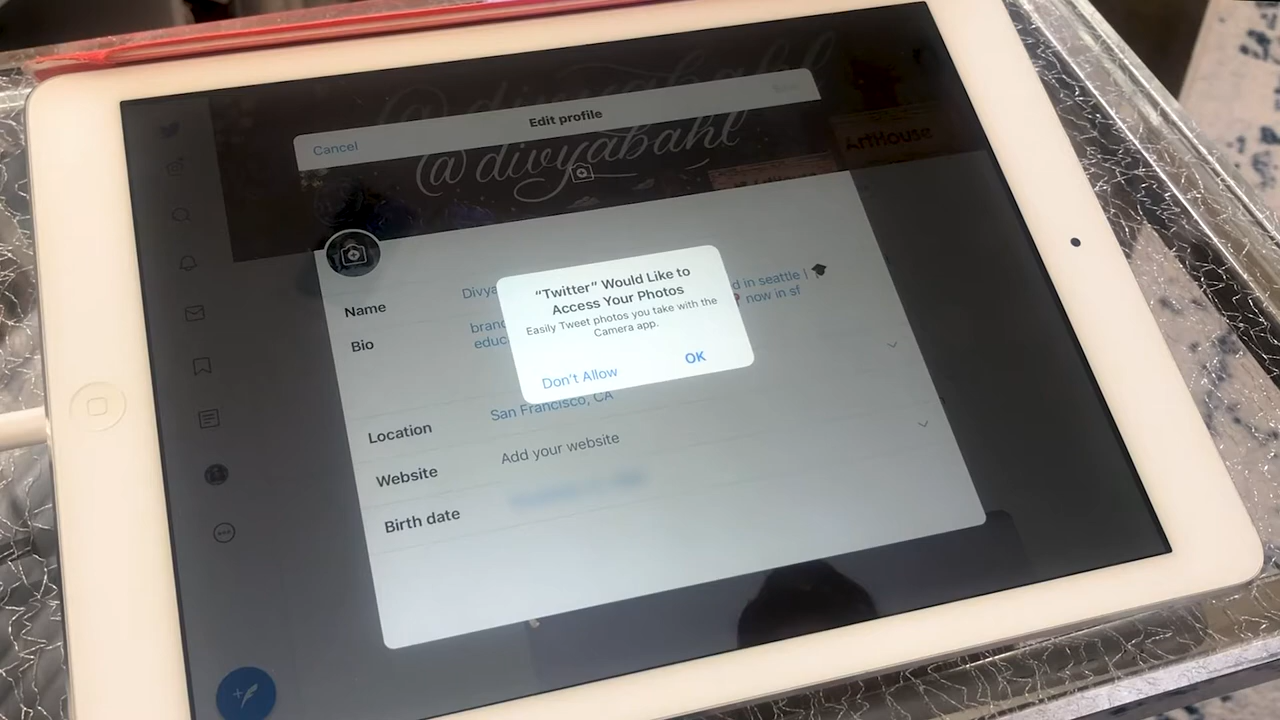 @divyabahl
Edit profile
Cancel
@divyabahl
ArtHouse
Name
Divya
Bio
d in seattle |
now in sf
“Twitter” Would Like to
Access Your Photos
Easily Tweet photos you take with the
Camera app.
Don't Allow
OK
Location
San Francisco, CA
Website
Add your website
Birth date